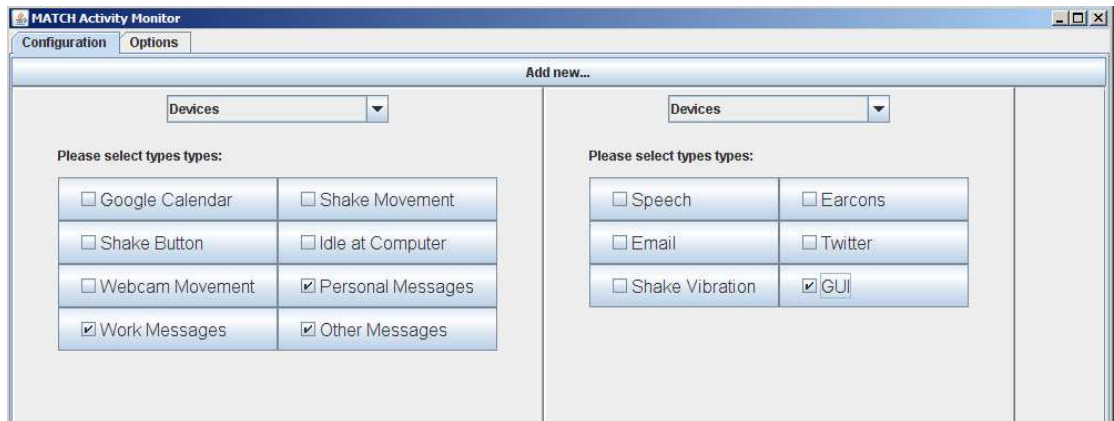 MATCH Activity Monitor
Configuration Options
Add new...
Devices
Please select types types:
Google Calendar Shake Movement
Shake Button Idle at Computer
Webcam Movement Personal Messages
Work Messages Other Messages
Devices
Please select types types:
Speech Earcons
Email Twitter
Shake Vibration GUI